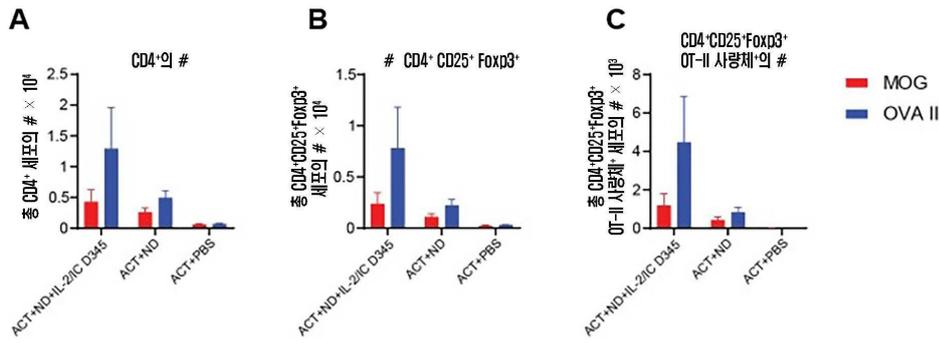 A
CD4⁺의 #
총 CD4⁺ 세포의 # × 10⁴
2.5
2
1.5
1
0.5
0
ACT+ND+IL-2/IC D345
ACT+ND
ACT+PBS
B
# CD4⁺ CD25⁺ Foxp3⁺
총 CD4⁺CD25⁺Foxp3⁺
세포의 # × 10⁴
1.5
1
0.5
0
ACT+ND+IL-2/IC D345
ACT+ND
ACT+PBS
C
CD4⁺CD25⁺Foxp3⁺
OT-II 사량체⁺의 #
총 CD4⁺CD25⁺Foxp3⁺
OT-II 사량체⁺ 세포의 # × 10³
8
6
4
2
0
ACT+ND+IL-2/IC D345
ACT+ND
ACT+PBS
MOG
OVA II